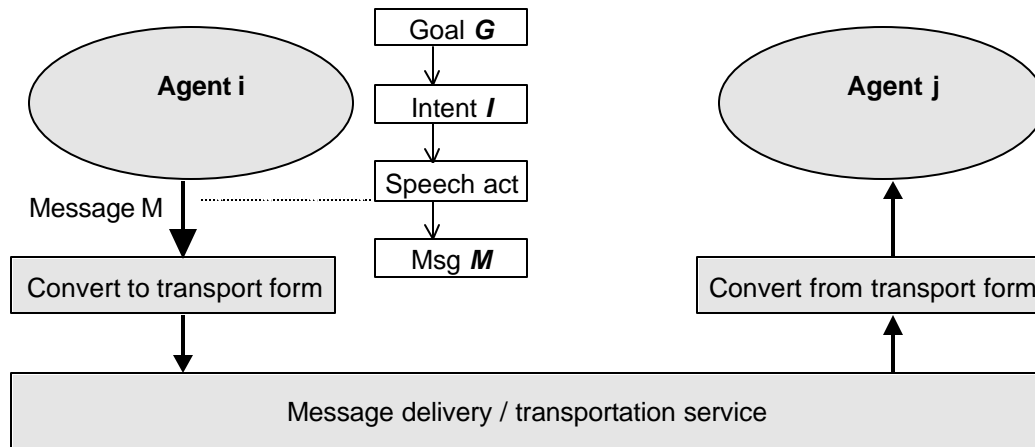 Goal G
Agent i
Agent j
Intent I
Speech act
Message M
Msg M
Convert to transport form
Convert from transport form
Message delivery / transportation service